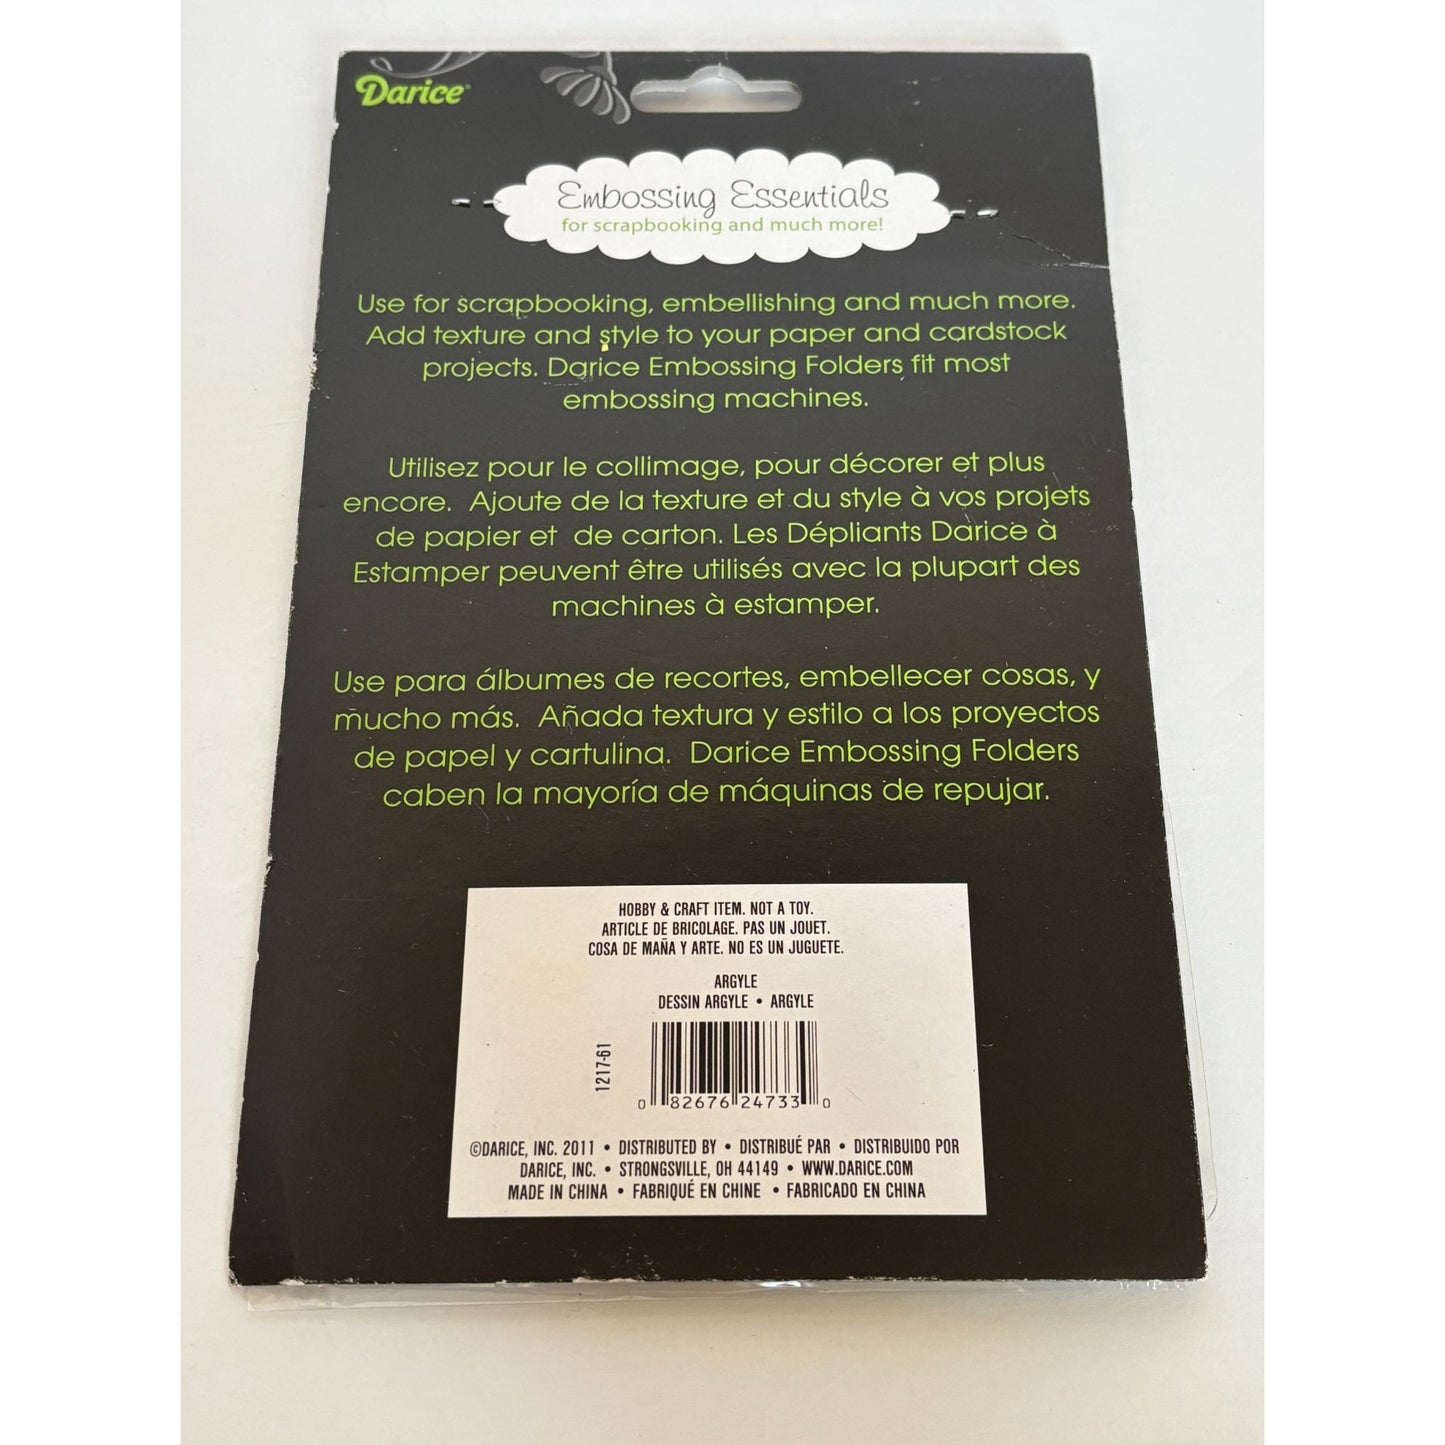 Darice
Embossing Essentials
for scrapbooking and much more!
Use for scrapbooking, embellishing and much more.
Add texture and style to your paper and cardstock
projects. Darice Embossing Folders fit most
embossing machines.
Utilisez pour le collimage, pour décorer et plus
encore. Ajoute de la texture et du style à vos projets
de papier et de carton. Les Dépliants Darice à
Estamper peuvent être utilisés avec la plupart des
machines à estamper.
Use para álbumes de recortes, embellecer cosas, y
mucho más. Añada textura y estilo a los proyectos
de papel y cartulina. Darice Embossing Folders
caben la mayoría de máquinas de repujar.
HOBBY & CRAFT ITEM. NOT A TOY.
ARTICLE DE BRICOLAGE. PAS UN JOUET.
COSA DE MAÑA Y ARTE. NO ES UN JUGUETE.
ARGYLE
DESSIN ARGYLE • ARGYLE
1217-61
0 82676 24733 0
©DARICE, INC. 2011 • DISTRIBUTED BY • DISTRIBUÉ PAR • DISTRIBUIDO POR
DARICE, INC. • STRONGSVILLE, OH 44149 • WWW.DARICE.COM
MADE IN CHINA • FABRIQUÉ EN CHINE • FABRICADO EN CHINA